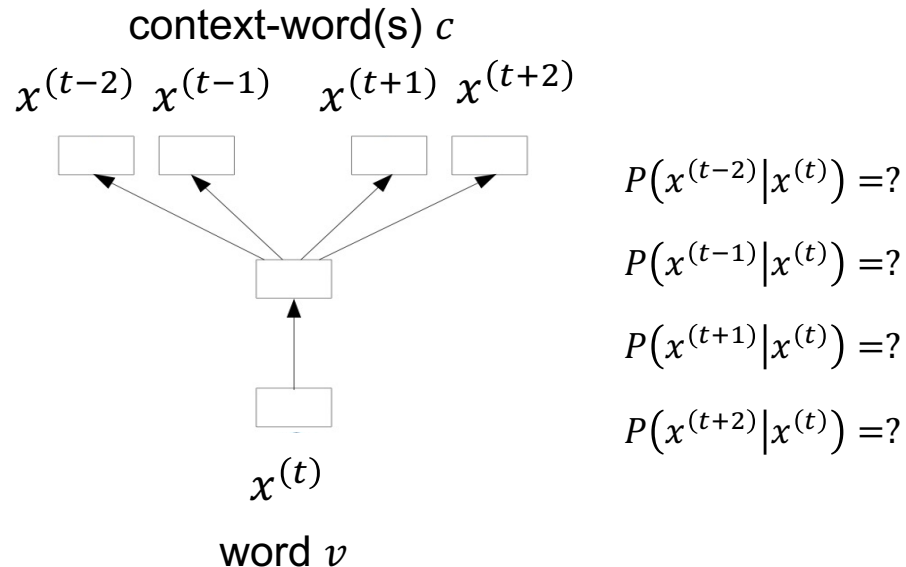 context-word(s) c
x^(t−2) x^(t−1) x^(t+1) x^(t+2)
P(x^(t−2)|x^(t)) =?
P(x^(t−1)|x^(t)) =?
P(x^(t+1)|x^(t)) =?
P(x^(t+2)|x^(t)) =?
x^(t)
word v